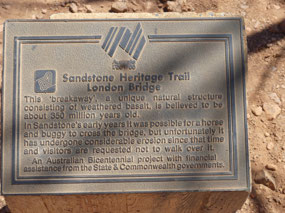 Sandstone Heritage Trail
London Bridge
This 'breakaway', a unique natural structure
consisting of weathered basalt, is believed to be
about 350 million years old.
In Sandstone's early years it was possible for a horse
and buggy to cross the bridge, but unfortunately it
has undergone considerable erosion since that time
and visitors are requested not to walk over it.
An Australian Bicentennial project with financial
assistance from the State & Commonwealth governments.